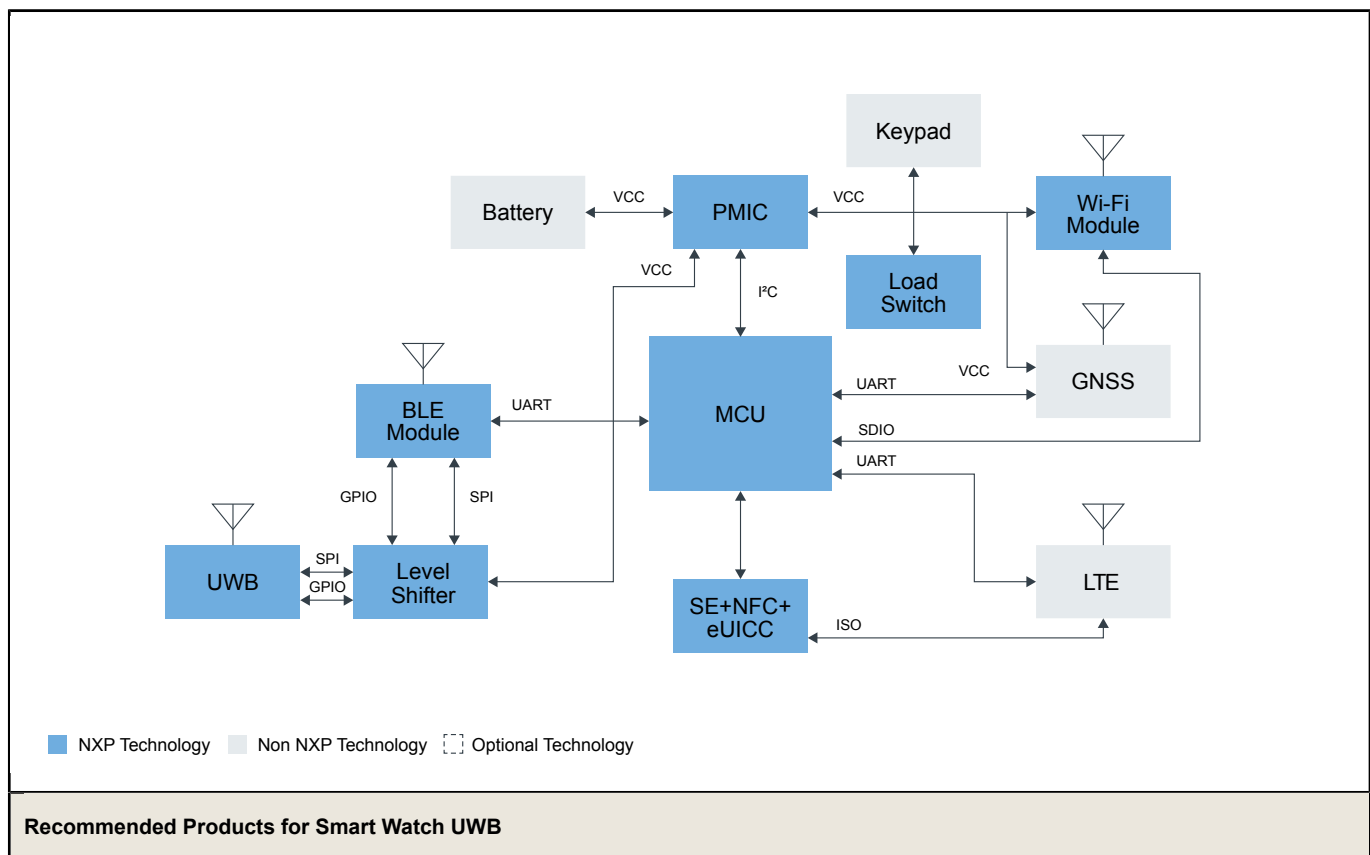 Keypad
Battery
VCC
PMIC
VCC
Wi-Fi
Module
VCC
I²C
Load
Switch
BLE
Module
UART
MCU
UART
VCC
GNSS
SDIO
UART
GPIO
SPI
UWB
SPI
GPIO
Level
Shifter
SE+NFC+
eUICC
ISO
LTE
NXP Technology
Non NXP Technology
Optional Technology
Recommended Products for Smart Watch UWB